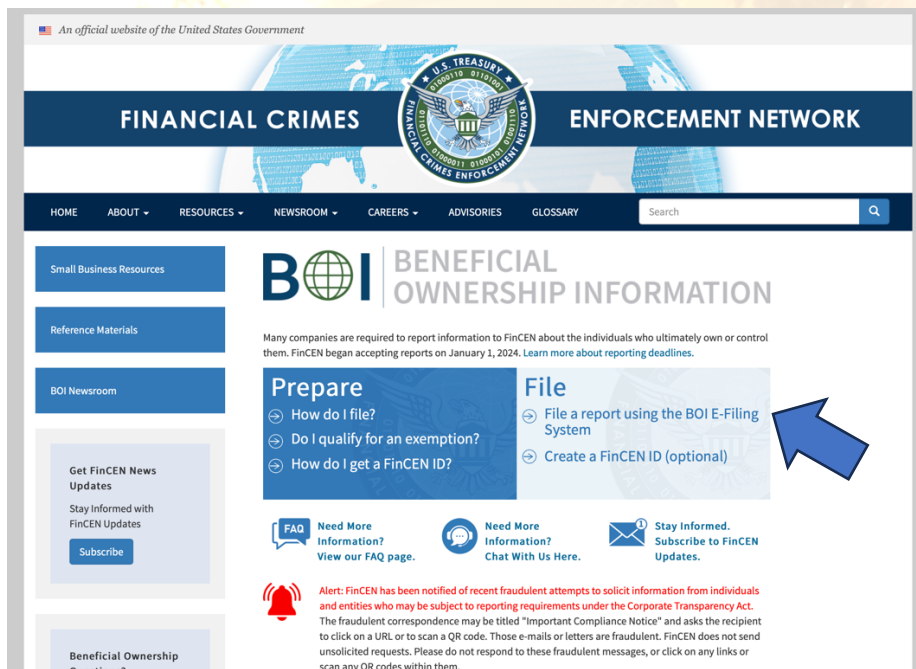 An official website of the United States Government
U.S. TREASURY
FINANCIAL CRIMES ENFORCEMENT NETWORK
FINANCIAL CRIMES
ENFORCEMENT NETWORK
HOME ABOUT RESOURCES NEWSROOM CAREERS ADVISORIES GLOSSARY Search
Small Business Resources
Reference Materials
BOI Newsroom
Get FinCEN News
Updates
Stay Informed with
FinCEN Updates
Subscribe
Beneficial Ownership
BOI BENEFICIAL
OWNERSHIP INFORMATION
Many companies are required to report information to FinCEN about the individuals who ultimately own or control
them. FinCEN began accepting reports on January 1, 2024. Learn more about reporting deadlines.
Prepare
How do I file?
Do I qualify for an exemption?
How do I get a FinCEN ID?
File
File a report using the BOI E-Filing
System
Create a FinCEN ID (optional)
FAQ
Need More
Information?
View our FAQ page.
Need More
Information?
Chat With Us Here.
1
Stay Informed.
Subscribe to FinCEN
Updates.
Alert: FinCEN has been notified of recent fraudulent attempts to solicit information from individuals
and entities who may be subject to reporting requirements under the Corporate Transparency Act.
The fraudulent correspondence may be titled "Important Compliance Notice" and asks the recipient
to click on a URL or to scan a QR code. Those e-mails or letters are fraudulent. FinCEN does not send
unsolicited requests. Please do not respond to these fraudulent messages, or click on any links or
scan any QR codes within them.